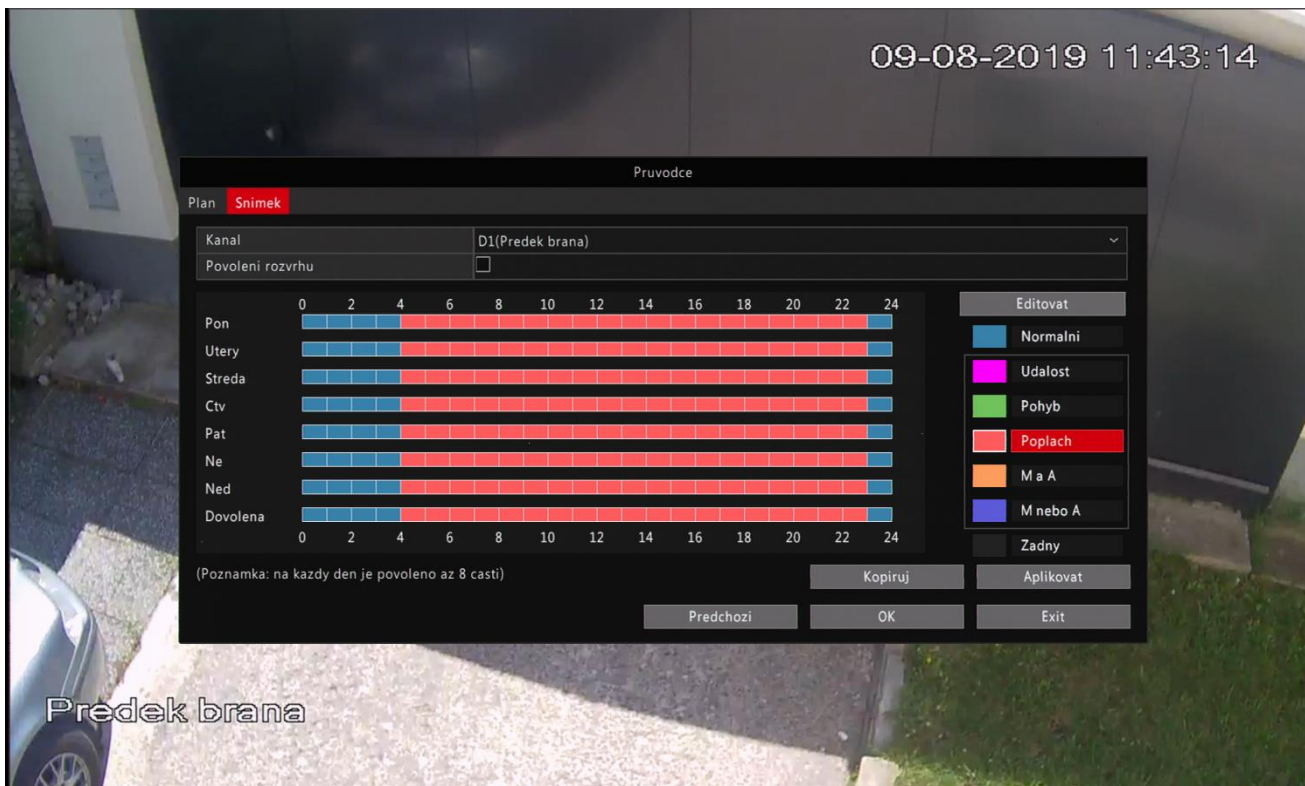 09-08-2019 11:43:14
Pruvodce
Plan Snimek
Kanal D1(Predek brana)
Povoleni rozvrhu
0 2 4 6 8 10 12 14 16 18 20 22 24
Editovat
Pon
Normalni
Utery
Streda
Udalost
Ctv
Pohyb
Pat
Poplach
Ne
M a A
Ned
M nebo A
Dovolena
0 2 4 6 8 10 12 14 16 18 20 22 24
Zadny
(Poznamka: na kazdy den je povoleno az 8 casti)
Kopiruj Aplikovat
Predchozi OK Exit
Predek brana